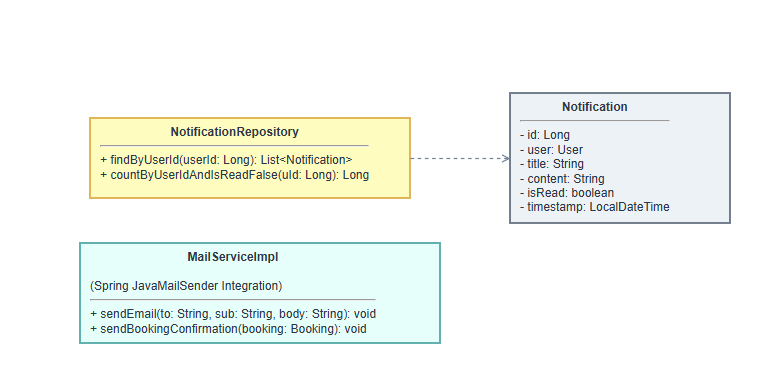 NotificationRepository
+ findByUserId(userId: Long): List<Notification>
+ countByUserIdAndIsReadFalse(uId: Long): Long
Notification
- id: Long
- user: User
- title: String
- content: String
- isRead: boolean
- timestamp: LocalDateTime
MailServiceImpl
(Spring JavaMailSender Integration)
+ sendEmail(to: String, sub: String, body: String): void
+ sendBookingConfirmation(booking: Booking): void